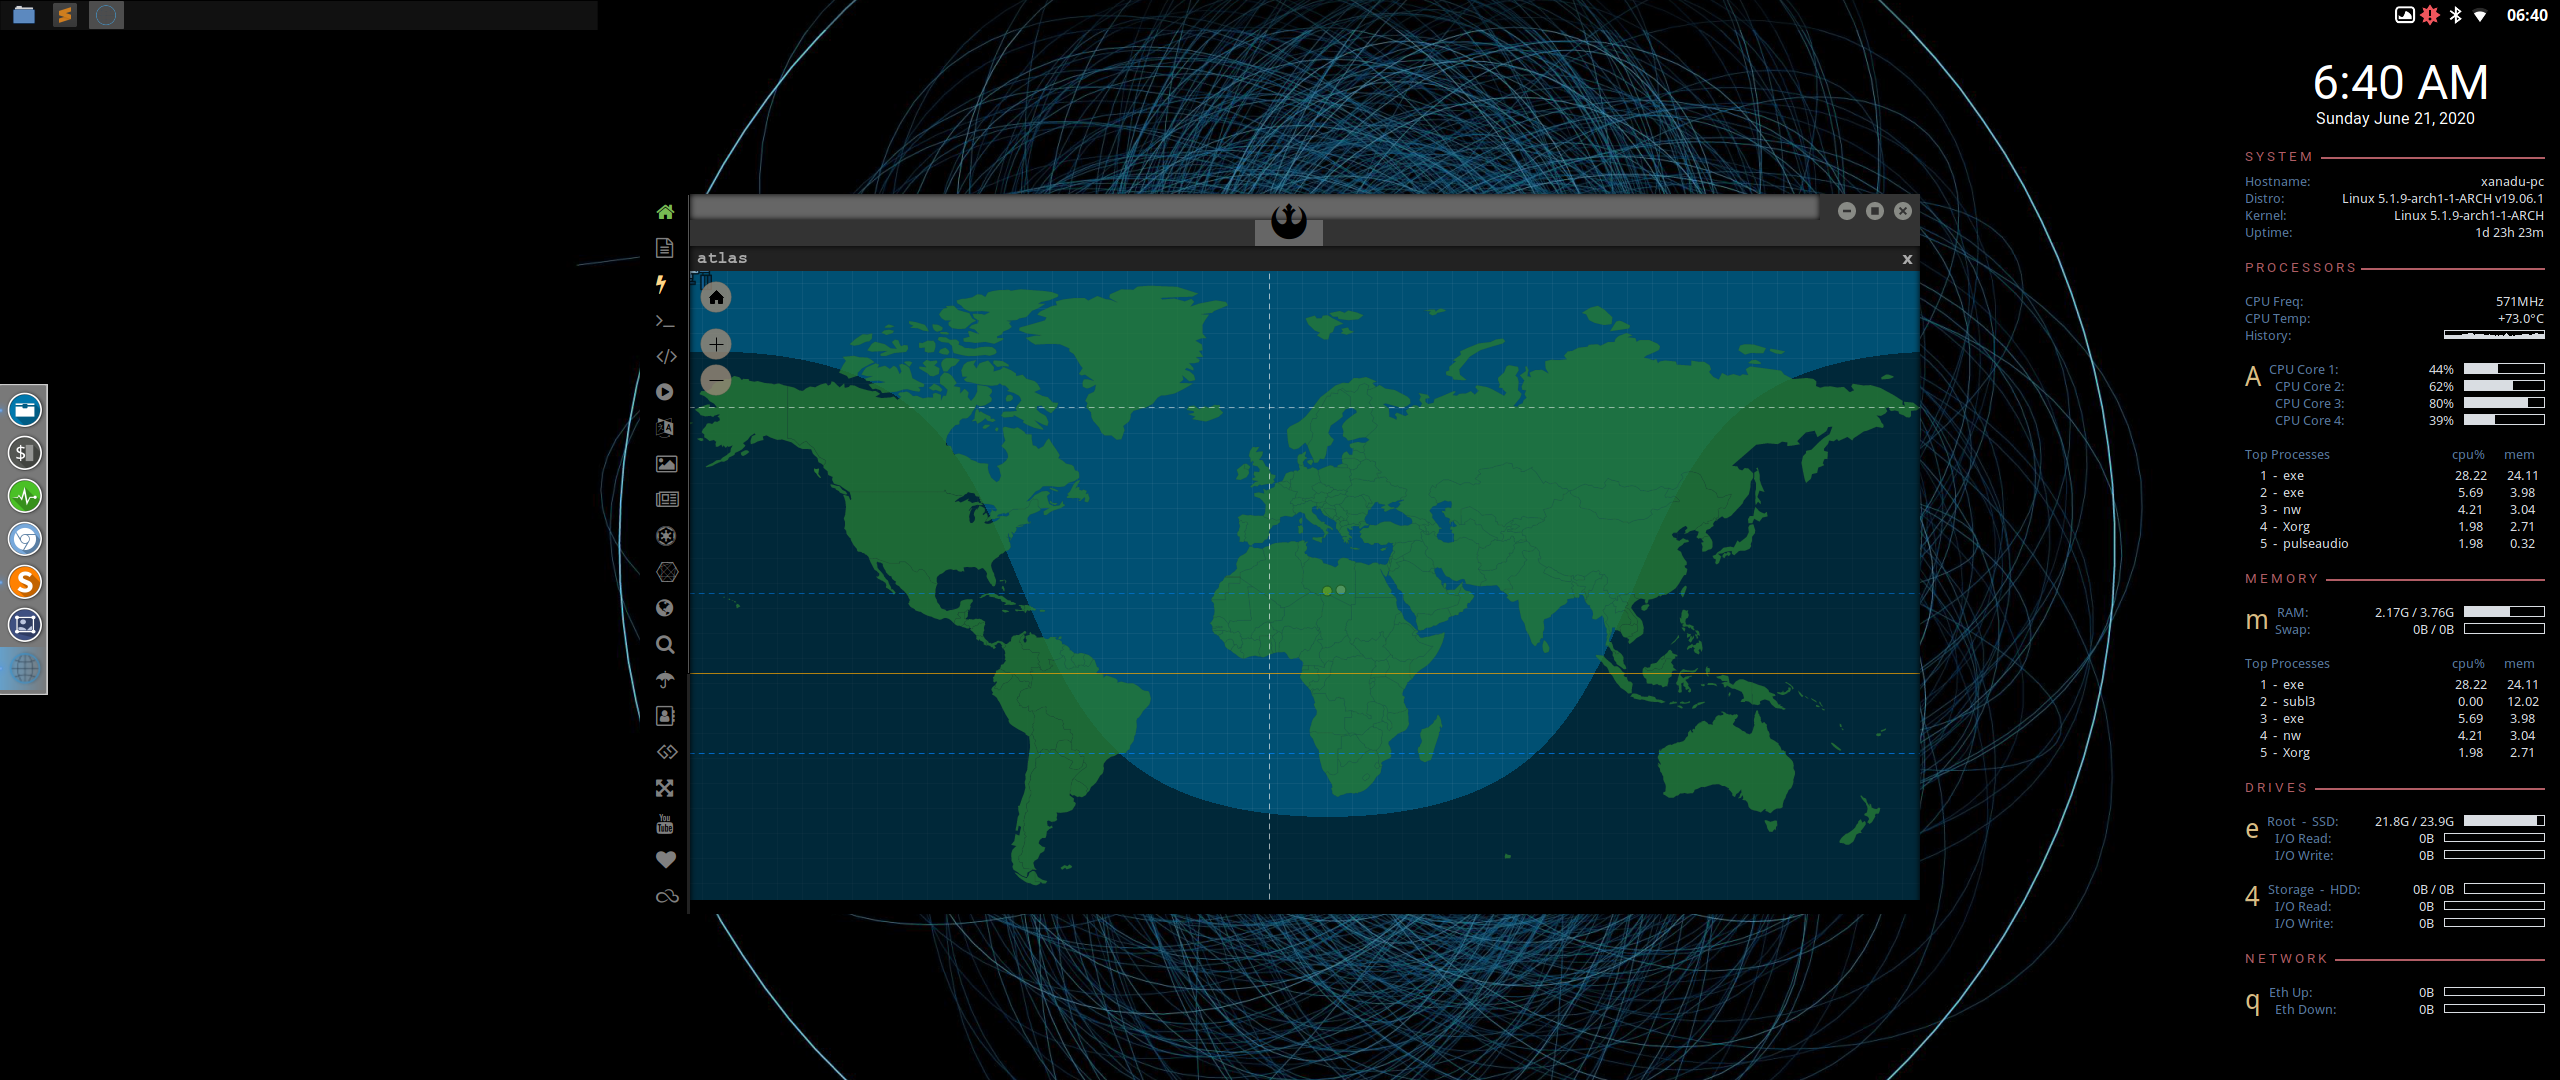 06:40
6:40 AM
Sunday June 21, 2020
SYSTEM
Hostname: xanadu-pc
Distro: Linux 5.1.9-arch1-1-ARCH v19.06.1
Kernel: Linux 5.1.9-arch1-1-ARCH
Uptime: 1d 23h 23m
atlas x
PROCESSORS
CPU Freq: 571MHz
CPU Temp: +73.0°C
History:
A CPU Core 1: 44%
CPU Core 2: 62%
CPU Core 3: 80%
CPU Core 4: 39%
Top Processes cpu% mem
1 - exe 28.22 24.11
2 - exe 5.69 3.98
3 - nw 4.21 3.04
4 - Xorg 1.98 2.71
5 - pulseaudio 1.98 0.32
MEMORY
m RAM: 2.17G / 3.76G
Swap: 0B / 0B
Top Processes cpu% mem
1 - exe 28.22 24.11
2 - subl3 0.00 12.02
3 - exe 5.69 3.98
4 - nw 4.21 3.04
5 - Xorg 1.98 2.71
DRIVES
e Root - SSD: 21.8G / 23.9G
I/O Read: 0B
I/O Write: 0B
4 Storage - HDD: 0B / 0B
I/O Read: 0B
I/O Write: 0B
NETWORK
q Eth Up: 0B
Eth Down: 0B
You
Tube